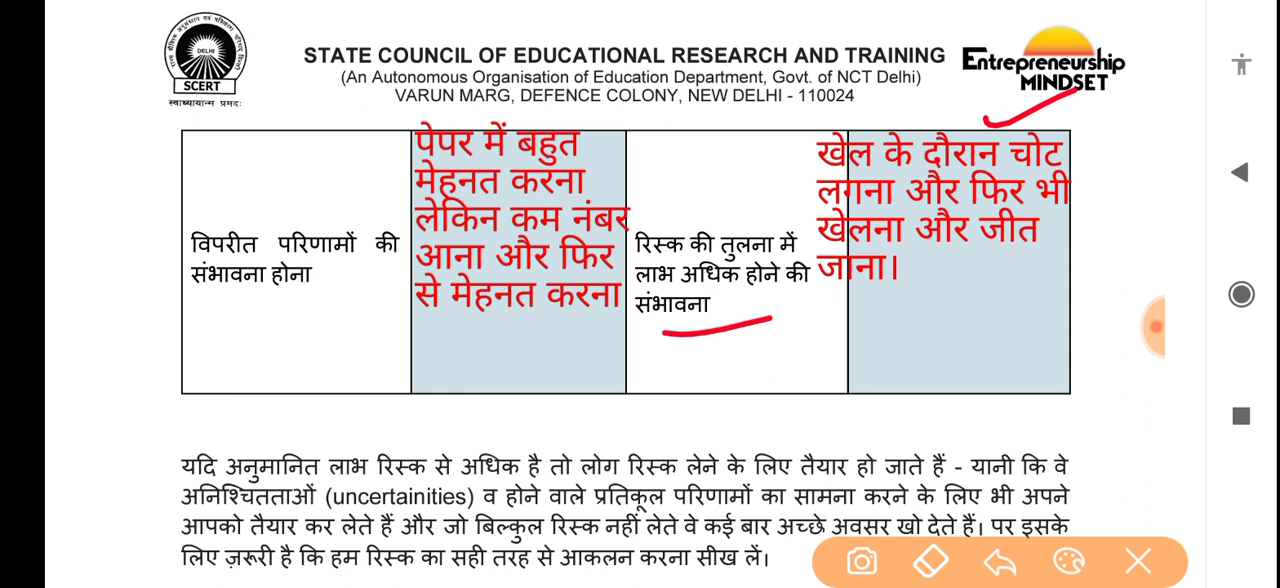 STATE COUNCIL OF EDUCATIONAL RESEARCH AND TRAINING
(An Autonomous Organisation of Education Department, Govt. of NCT Delhi)
VARUN MARG, DEFENCE COLONY, NEW DELHI - 110024
DELHI
SCERT
स्वाध्यायान्मा प्रमदः
Entrepreneurship
MINDSET
विपरीत परिणामों की
संभावना होना
पेपर में बहुत
मेहनत करना
लेकिन कम नंबर
आना और फिर
से मेहनत करना
रिस्क की तुलना में
लाभ अधिक होने की
संभावना
खेल के दौरान चोट
लगना और फिर भी
खेलना और जीत
जाना।
यदि अनुमानित लाभ रिस्क से अधिक है तो लोग रिस्क लेने के लिए तैयार हो जाते हैं - यानी कि वे
अनिश्चितताओं (uncertainities) व होने वाले प्रतिकूल परिणामों का सामना करने के लिए भी अपने
आपको तैयार कर लेते हैं और जो बिल्कुल रिस्क नहीं लेते वे कई बार अच्छे अवसर खो देते हैं। पर इसके
लिए ज़रूरी है कि हम रिस्क का सही तरह से आकलन करना सीख लें।